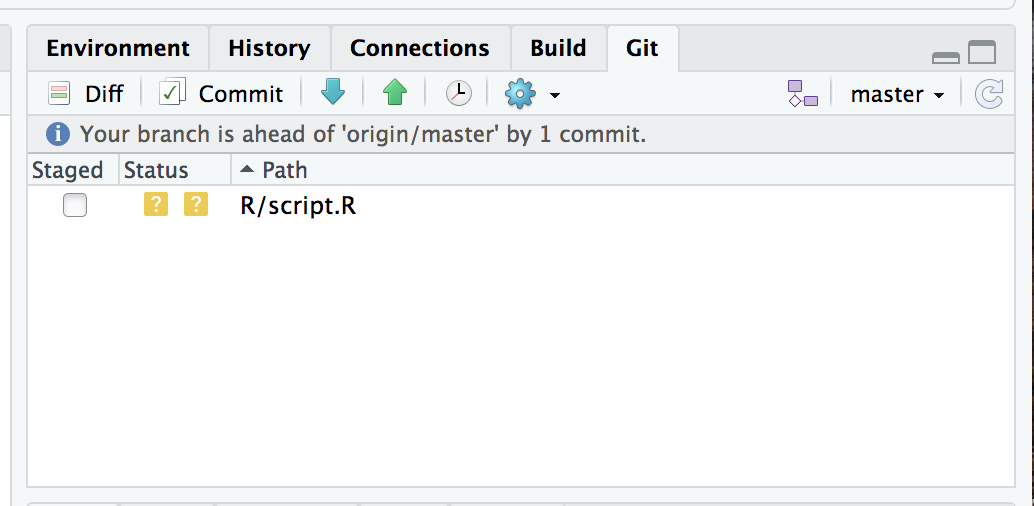 Environment History Connections Build Git
Diff Commit master
i Your branch is ahead of 'origin/master' by 1 commit.
Staged Status Path
? ? R/script.R